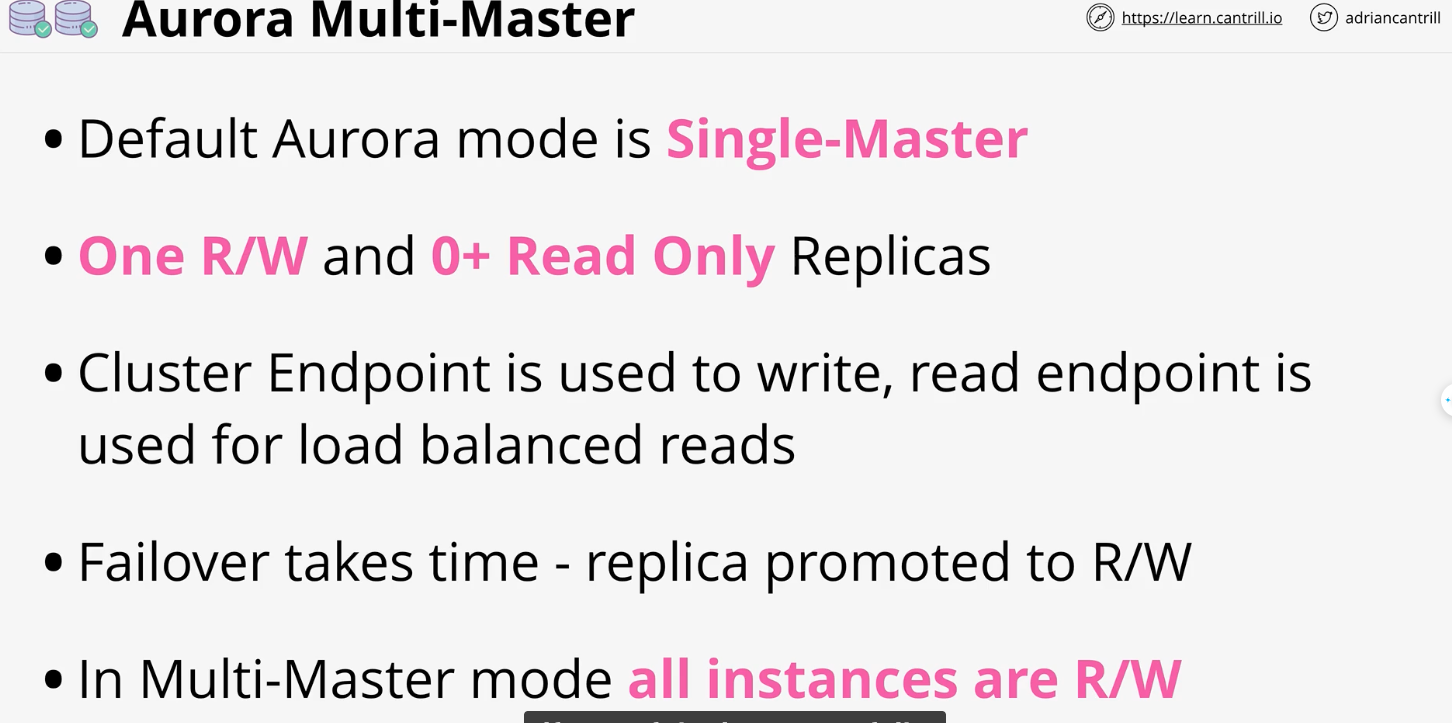 Aurora Multi-Master
https://learn.cantrill.io
adriancantrill
• Default Aurora mode is Single-Master
• One R/W and 0+ Read Only Replicas
• Cluster Endpoint is used to write, read endpoint is
used for load balanced reads
• Failover takes time - replica promoted to R/W
• In Multi-Master mode all instances are R/W